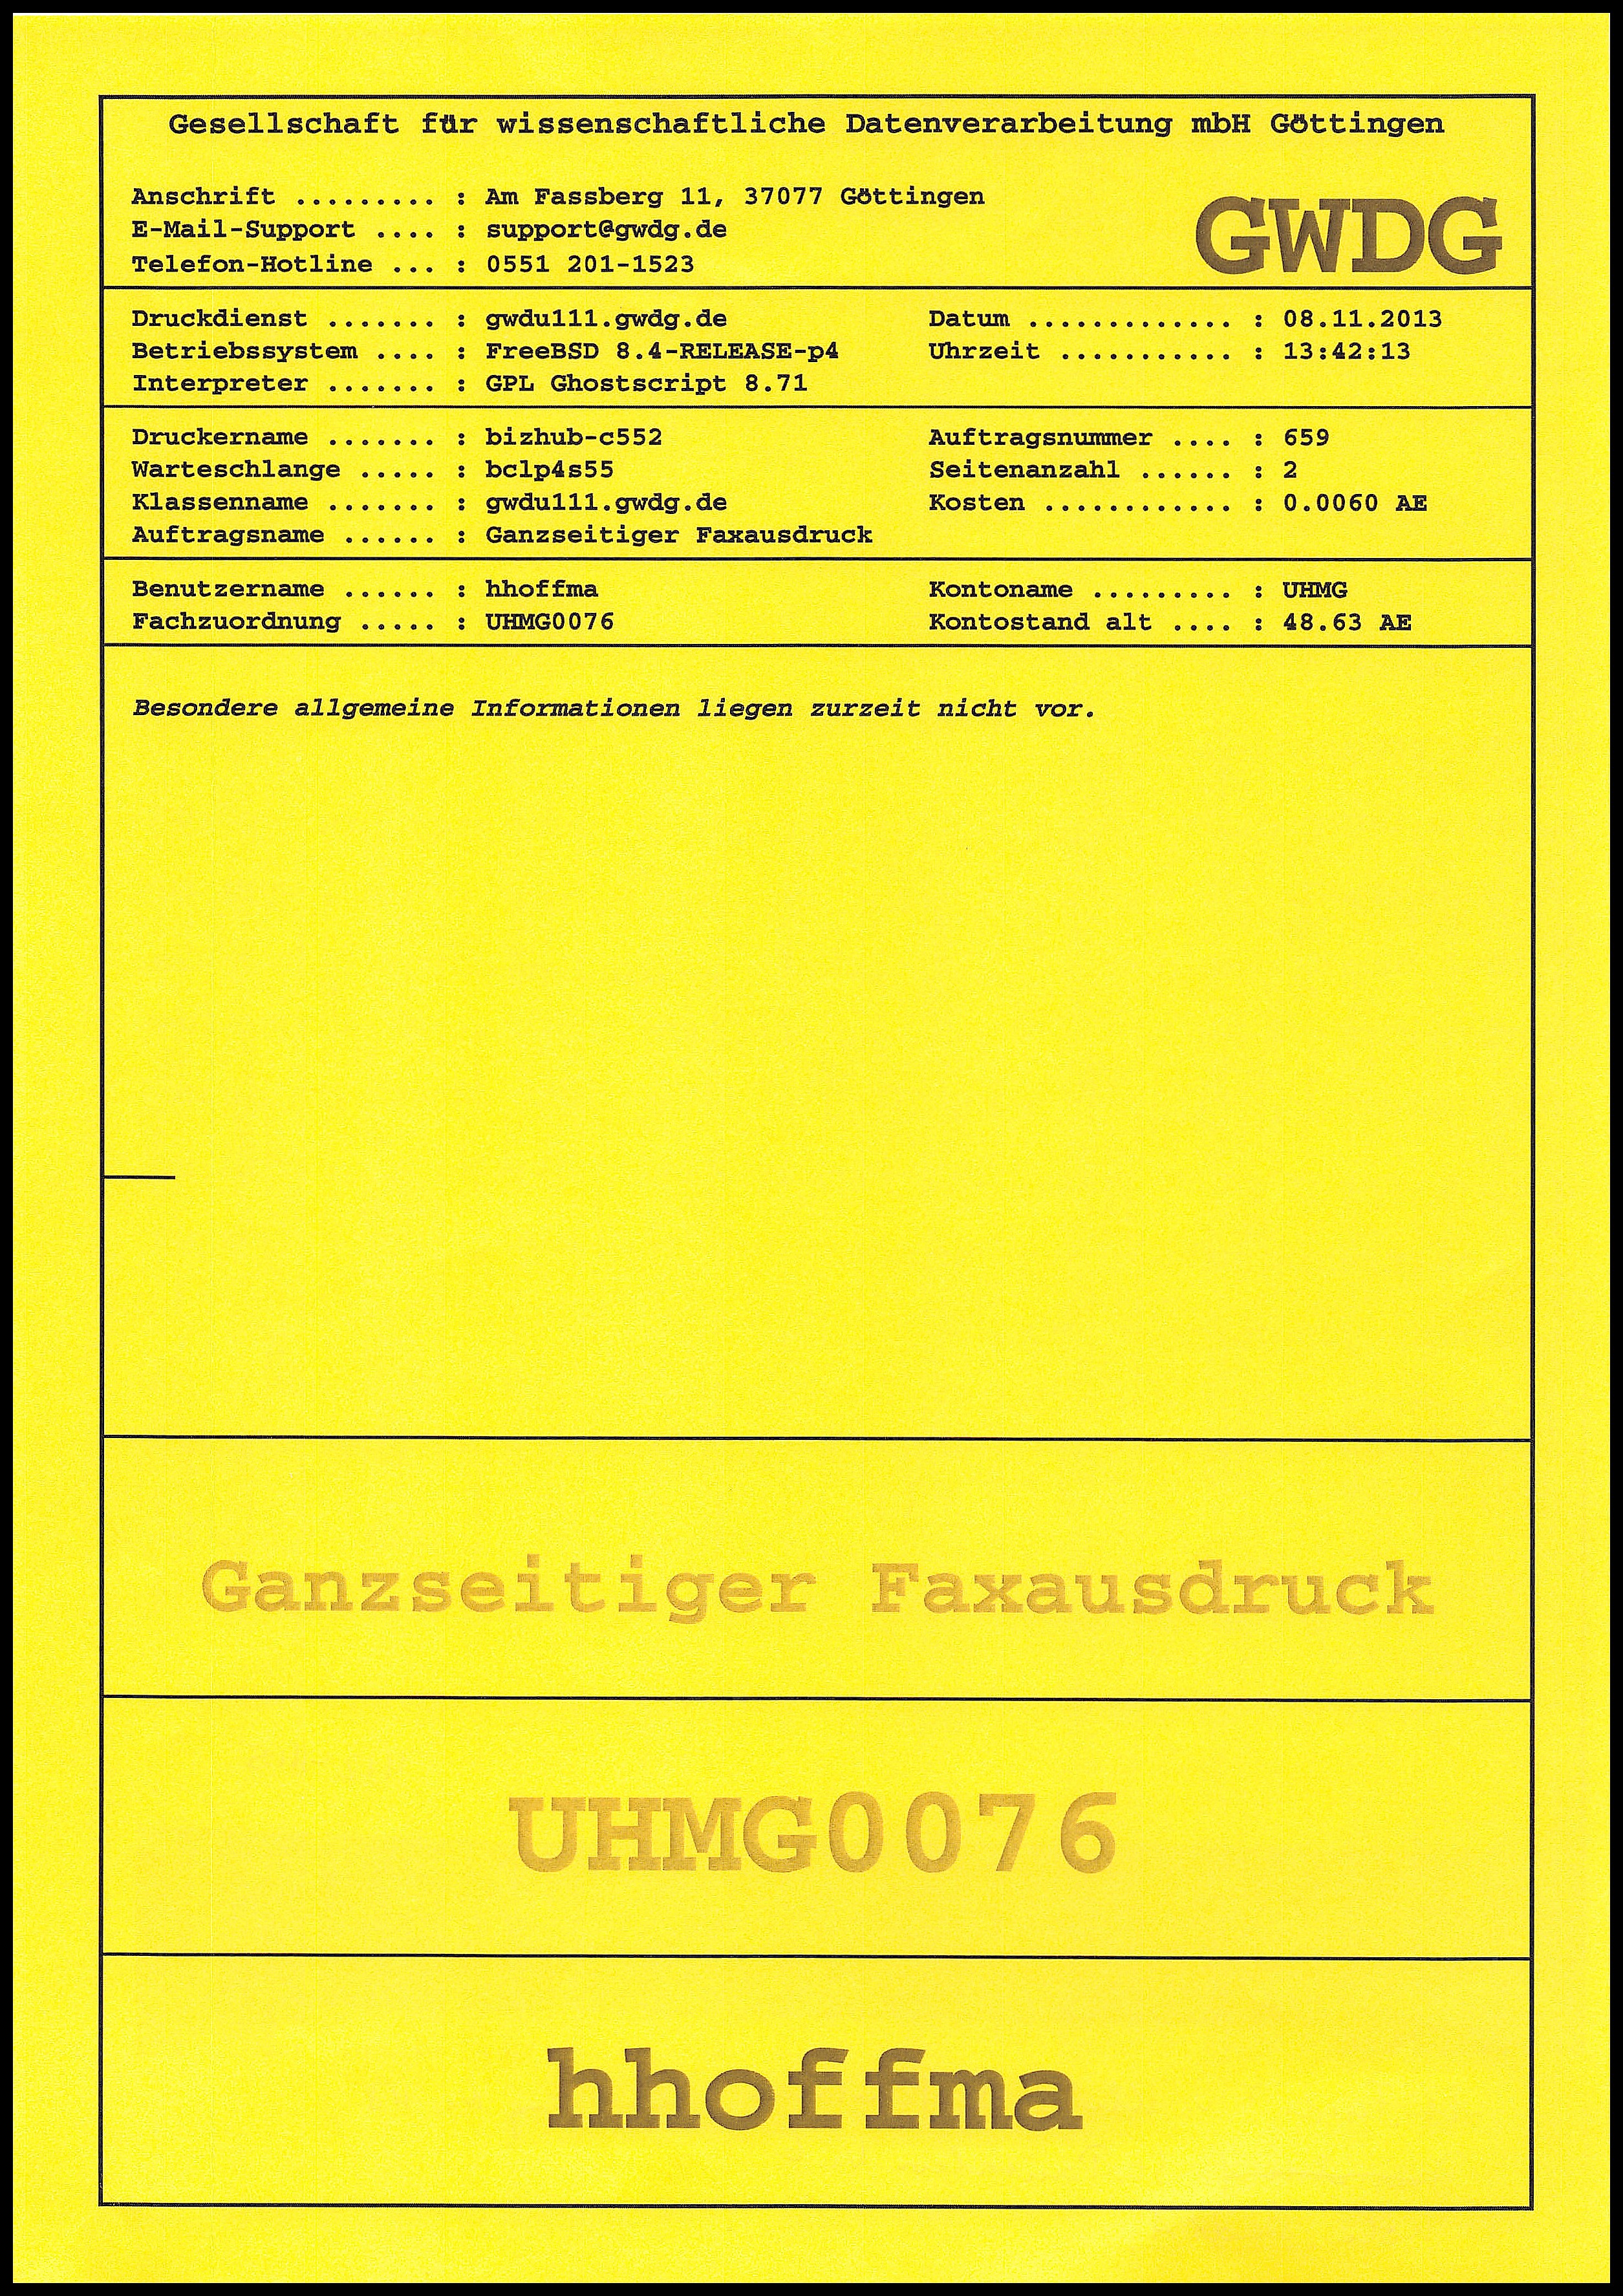 Gesellschaft für wissenschaftliche Datenverarbeitung mbH Göttingen
Anschrift ......... : Am Fassberg 11, 37077 Göttingen
E-Mail-Support .... : support@gwdg.de
Telefon-Hotline ... : 0551 201-1523
GWDG
Druckdienst ....... : gwdu111.gwdg.de Datum ............. : 08.11.2013
Betriebssystem .... : FreeBSD 8.4-RELEASE-p4 Uhrzeit ........... : 13:42:13
Interpreter ....... : GPL Ghostscript 8.71
Druckername ....... : bizhub-c552 Auftragsnummer .... : 659
Warteschlange ..... : bclp4s55 Seitenanzahl ...... : 2
Klassenname ....... : gwdu111.gwdg.de Kosten ............ : 0.0060 AE
Auftragsname ...... : Ganzseitiger Faxausdruck
Benutzername ...... : hhoffma Kontoname ......... : UHMG
Fachzuordnung ..... : UHMG0076 Kontostand alt .... : 48.63 AE
Besondere allgemeine Informationen liegen zurzeit nicht vor.
Ganzseitiger Faxausdruck
UHMG0076
hhoffma